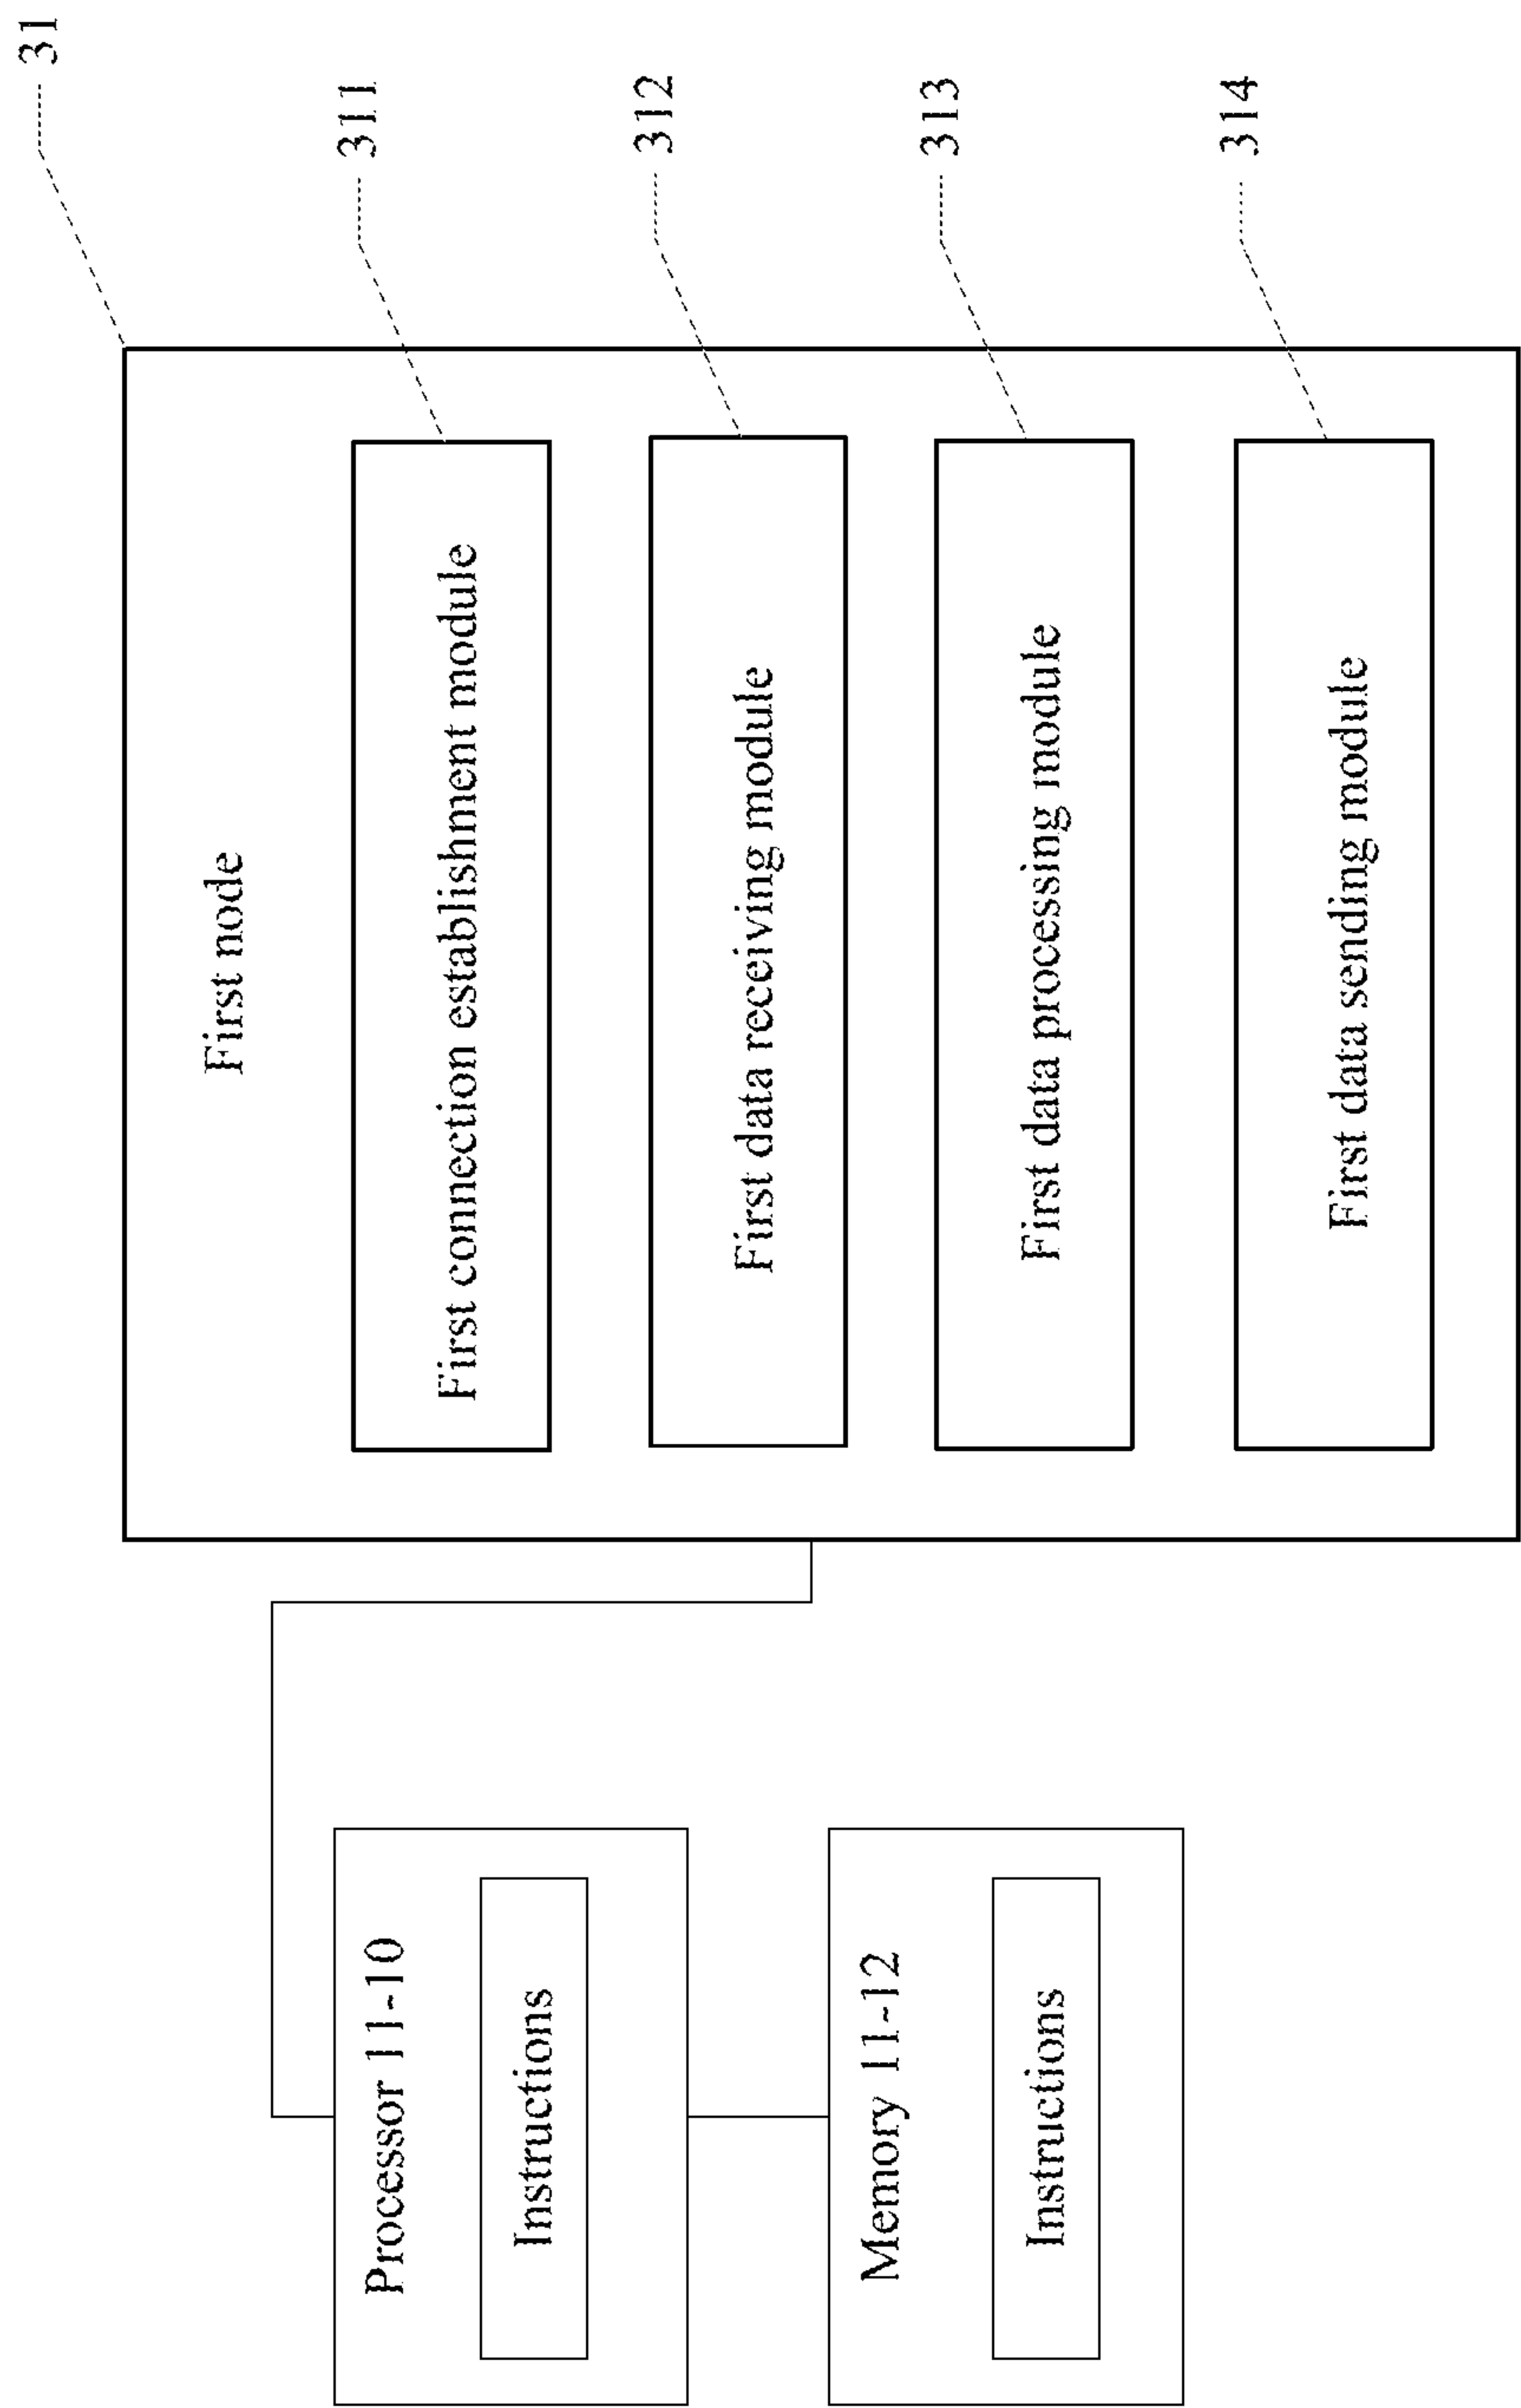 Processor 11-10
Instructions
Memory 11-12
Instructions
First node
First connection establishment module
First data receiving module
First data processing module
First data sending module
31
311
312
313
314